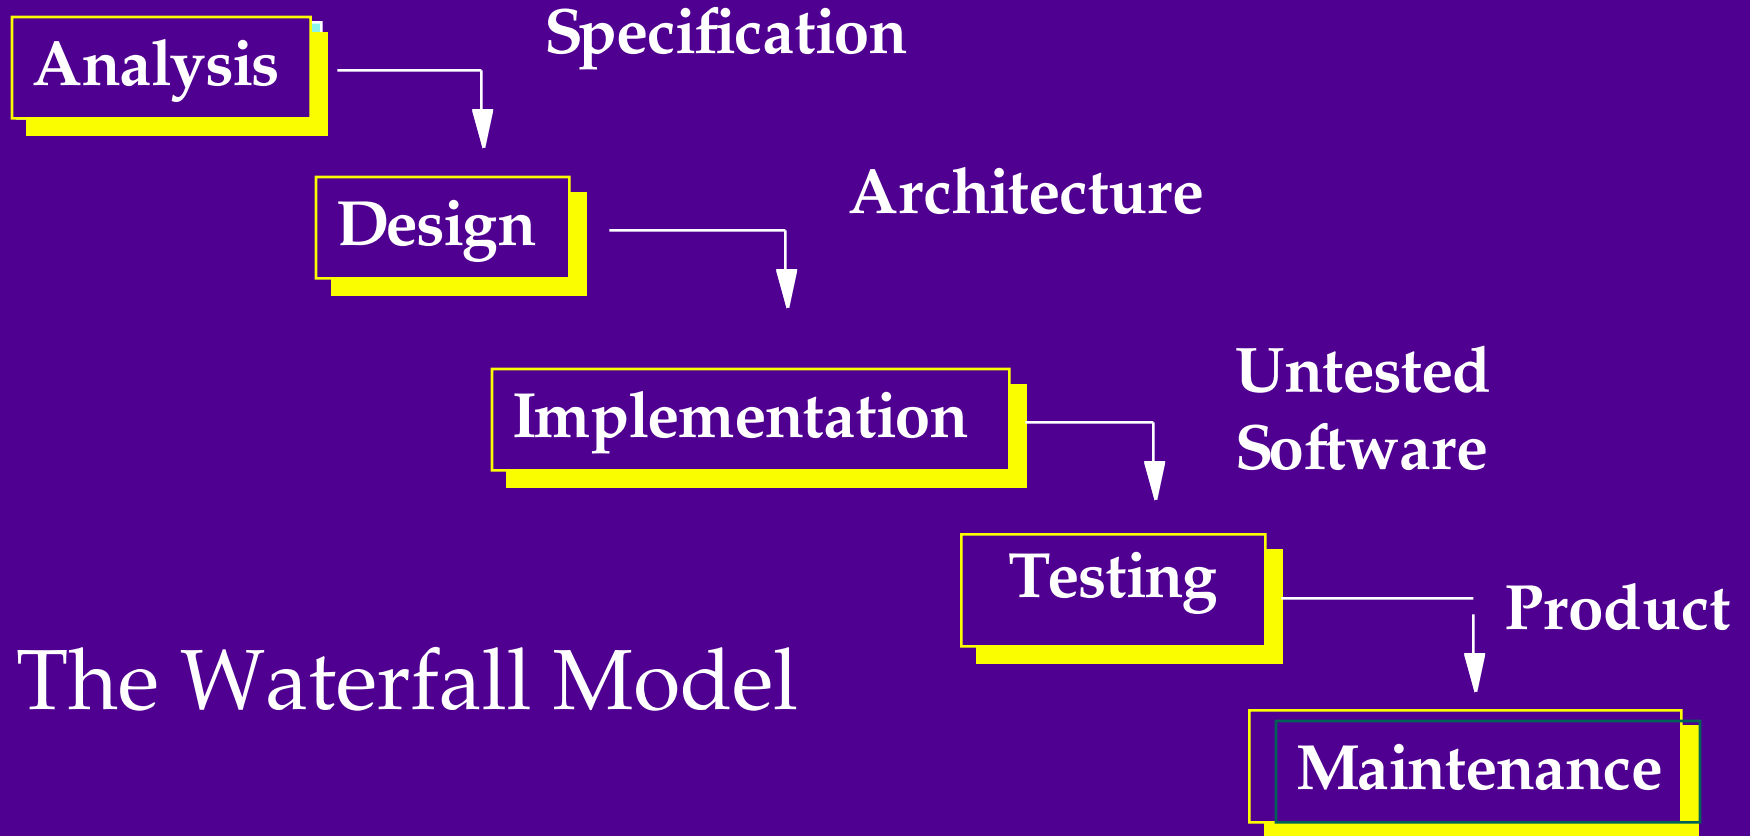 Analysis
Specification
Design
Architecture
Implementation
Untested
Software
Testing
Product
The Waterfall Model
Maintenance